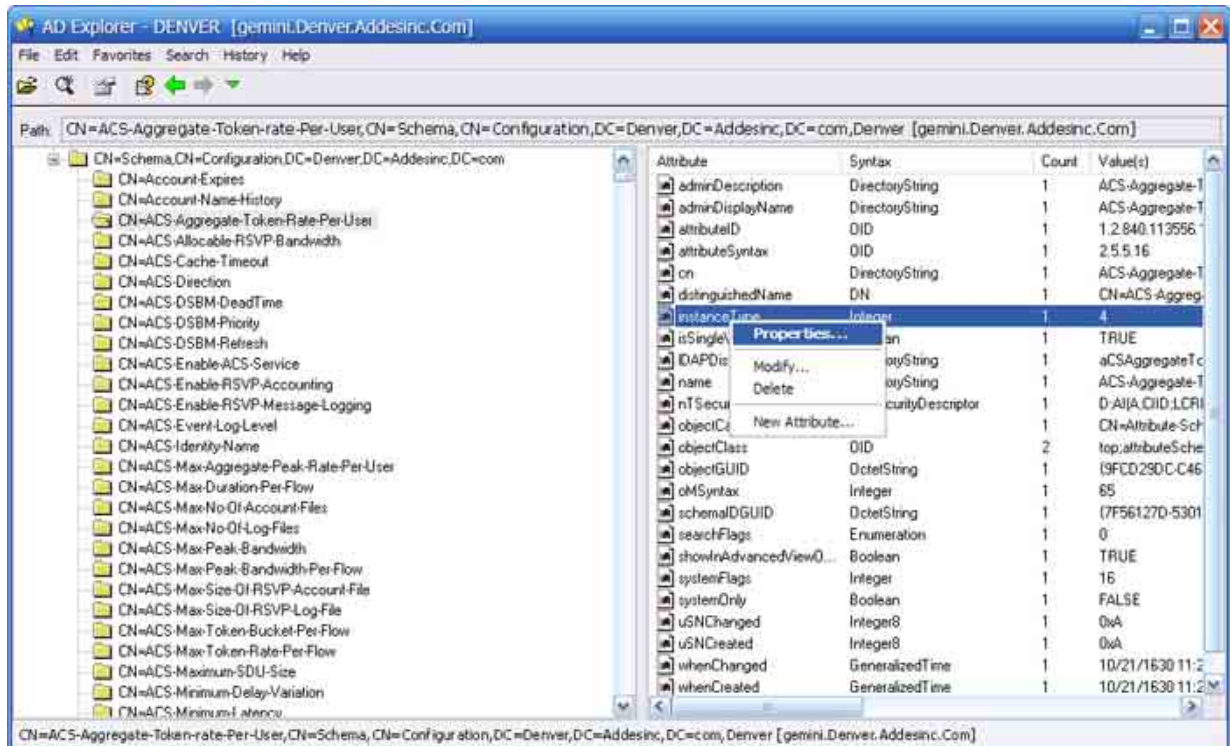 AD Explorer - DENVER [gemini.Denver.Addesinc.Com]
File Edit Favorites Search History Help
Path: CN=ACS-Aggregate-Token-rate-Per-User,CN=Schema,CN=Configuration,DC=Denver,DC=Addesinc,DC=com,Denver [gemini.Denver.Addesinc.Com]
CN=Schema,CN=Configuration,DC=Denver,DC=Addesinc,DC=com
CN=Account-Expires
CN=Account-Name-History
CN=ACS-Aggregate-Token-Rate-Per-User
CN=ACS-Allocable-RSVP-Bandwidth
CN=ACS-Cache-Timeout
CN=ACS-Direction
CN=ACS-DSBM-DeadTime
CN=ACS-DSBM-Priority
CN=ACS-DSBM-Refresh
CN=ACS-Enable-ACS-Service
CN=ACS-Enable-RSVP-Accounting
CN=ACS-Enable-RSVP-Message-Logging
CN=ACS-Event-Log-Level
CN=ACS-Identity-Name
CN=ACS-Max-Aggregate-Peak-Rate-Per-User
CN=ACS-Max-Duration-Per-Flow
CN=ACS-Max-No-Of-Account-Files
CN=ACS-Max-No-Of-Log-Files
CN=ACS-Max-Peak-Bandwidth
CN=ACS-Max-Peak-Bandwidth-Per-Flow
CN=ACS-Max-Size-Of-RSVP-Account-File
CN=ACS-Max-Size-Of-RSVP-Log-File
CN=ACS-Max-Token-Bucket-Per-Flow
CN=ACS-Max-Token-Rate-Per-Flow
CN=ACS-Maximum-SDU-Size
CN=ACS-Minimum-Delay-Variation
CN=ACS-Minimum-Latency
Attribute Syntax Count Value(s)
adminDescription DirectoryString 1 ACS-Aggregate-T
adminDisplayName DirectoryString 1 ACS-Aggregate-T
attributeID OID 1 1.2.840.113556.
attributeSyntax OID 1 2.5.5.16
cn DirectoryString 1 ACS-Aggregate-T
distinguishedName DN 1 CN=ACS-Aggreg
instanceType Integer 1 4
isSingle an 1 TRUE
lDAPDis oryString 1 aCSAggregateTo
name oryString 1 ACS-Aggregate-T
nTSecur curityDescriptor 1 D:AI(A;CIID;LCRI
objectCa 1 CN=Attribute-Sch
objectClass OID 2 top;attributeSche
objectGUID OctetString 1 {9FCD29DC-C46
oMSyntax Integer 1 65
schemaIDGUID OctetString 1 {7F56127D-5301
searchFlags Enumeration 1 0
showInAdvancedViewO... Boolean 1 TRUE
systemFlags Integer 1 16
systemOnly Boolean 1 FALSE
uSNChanged Integer8 1 0xA
uSNCreated Integer8 1 0xA
whenChanged GeneralizedTime 1 10/21/1630 11:2
whenCreated GeneralizedTime 1 10/21/1630 11:2
Properties...
Modify...
Delete
New Attribute...
CN=ACS-Aggregate-Token-rate-Per-User,CN=Schema,CN=Configuration,DC=Denver,DC=Addesinc,DC=com,Denver [gemini.Denver.Addesinc.Com]